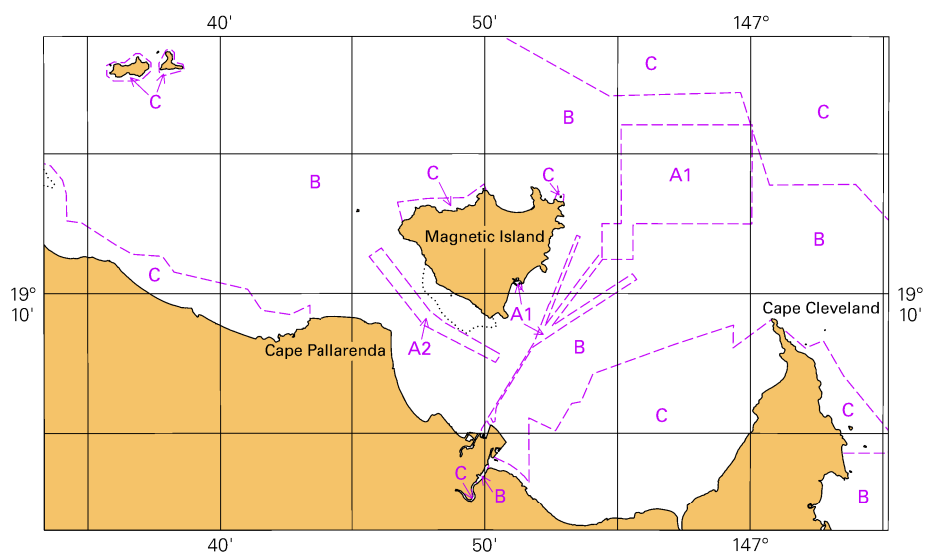 40' 50' 147°
C
C
C
B
C C
A1
B
Magnetic Island
B
C
19° 19°
10' 10'
Cape Cleveland
A1
Cape Pallarenda A2 B
C
C
C
B B
40' 50' 147°